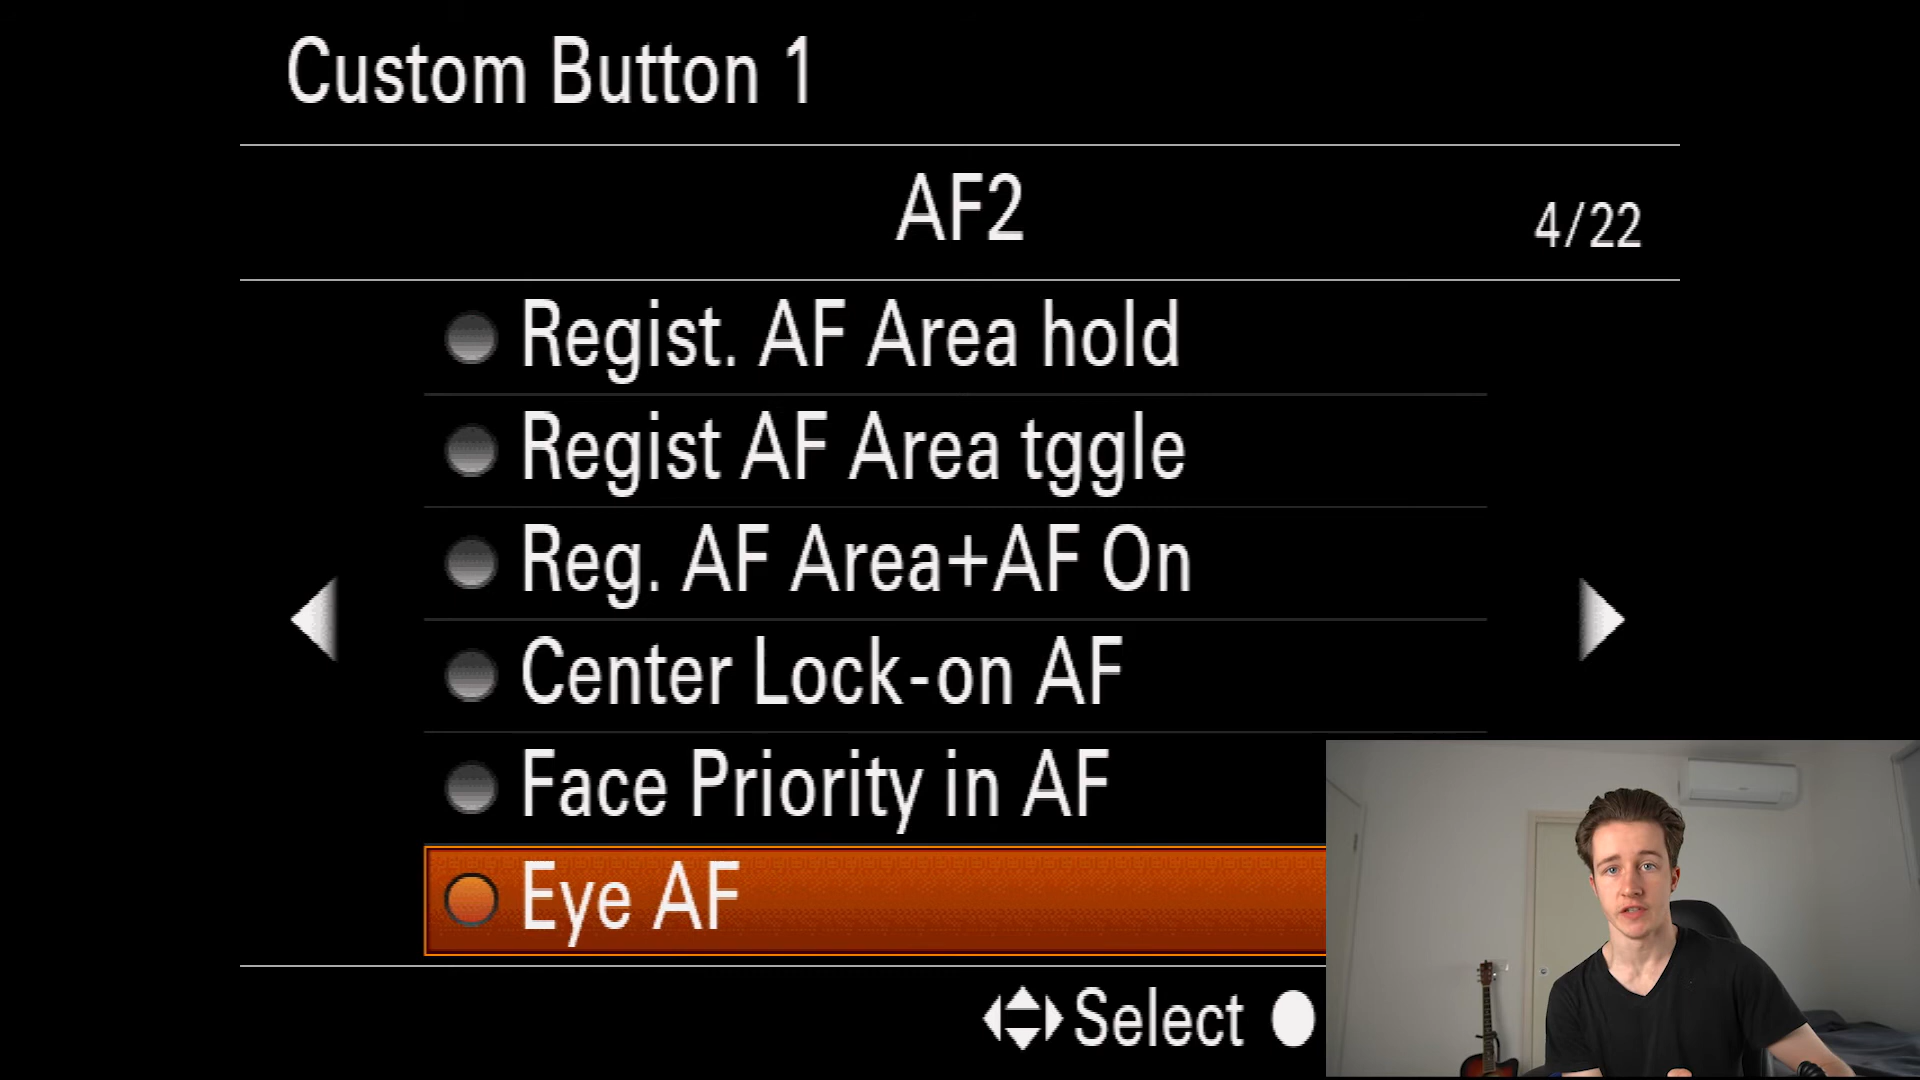 Custom Button 1
AF2
4/22
Regist. AF Area hold
Regist AF Area tggle
Reg. AF Area+AF On
Center Lock-on AF
Face Priority in AF
Eye AF
Select